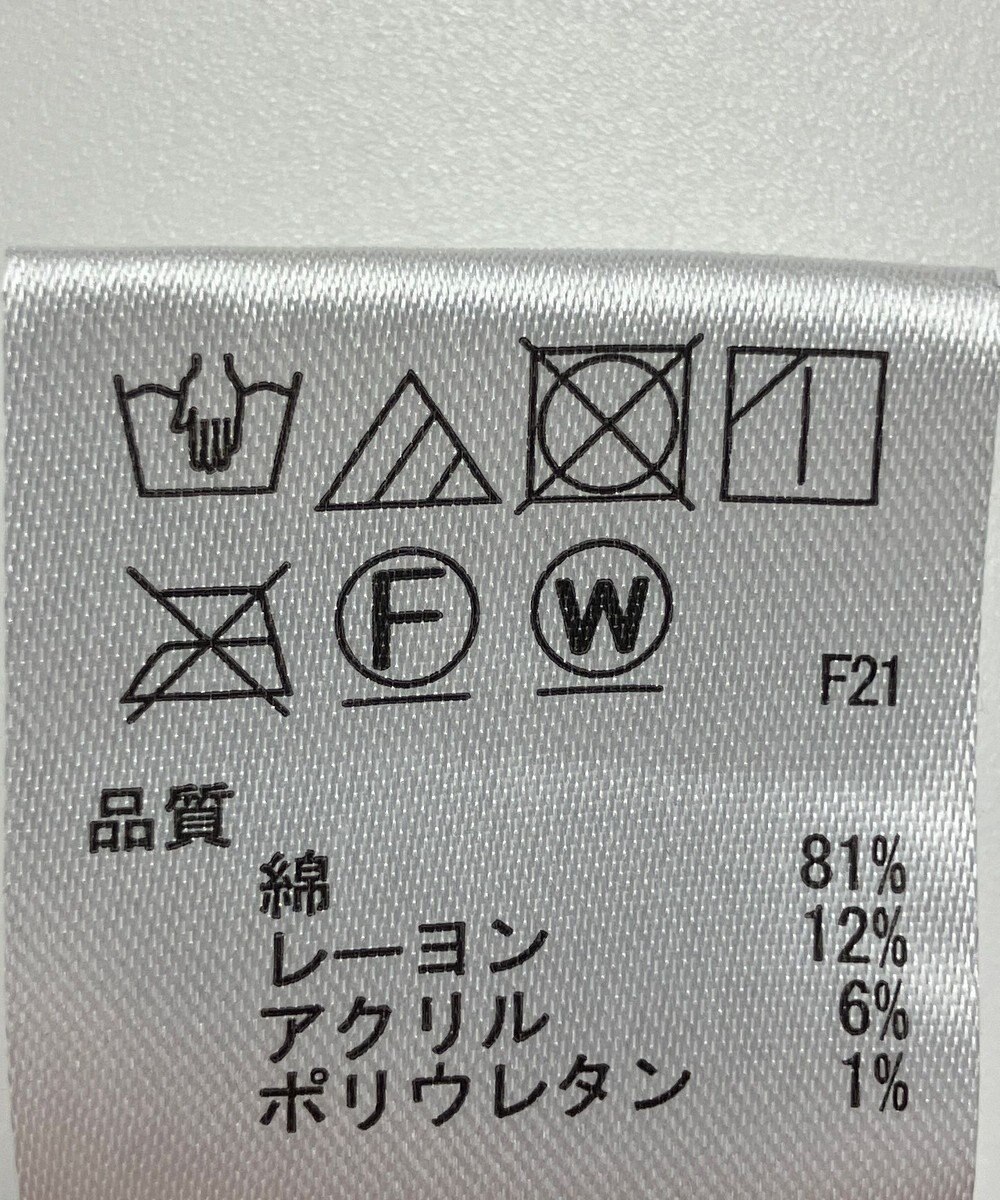 F W
F21
品質
綿 81%
レーヨン 12%
アクリル 6%
ポリウレタン 1%